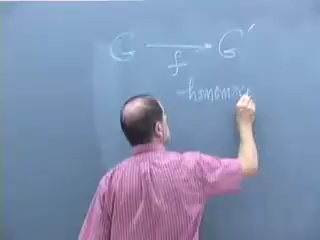 G → G′
f
- homomor